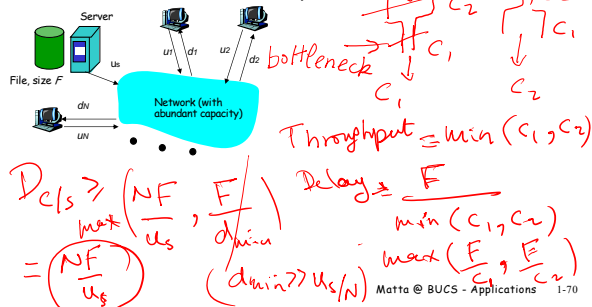 Server
us
File, size F
u1
d1
u2
d2
dN
uN
Network (with
abundant capacity)
C2
C1
bottleneck
C1
C1
C2
Throughput = min (C1, C2)
Delay = F
min (C1, C2)
max (F/C1, F/C2)
Dc/s ≥ max (NF/us, F/dmin)
= (NF/us)
(dmin >> us/N)
Matta @ BUCS - Applications 1-70